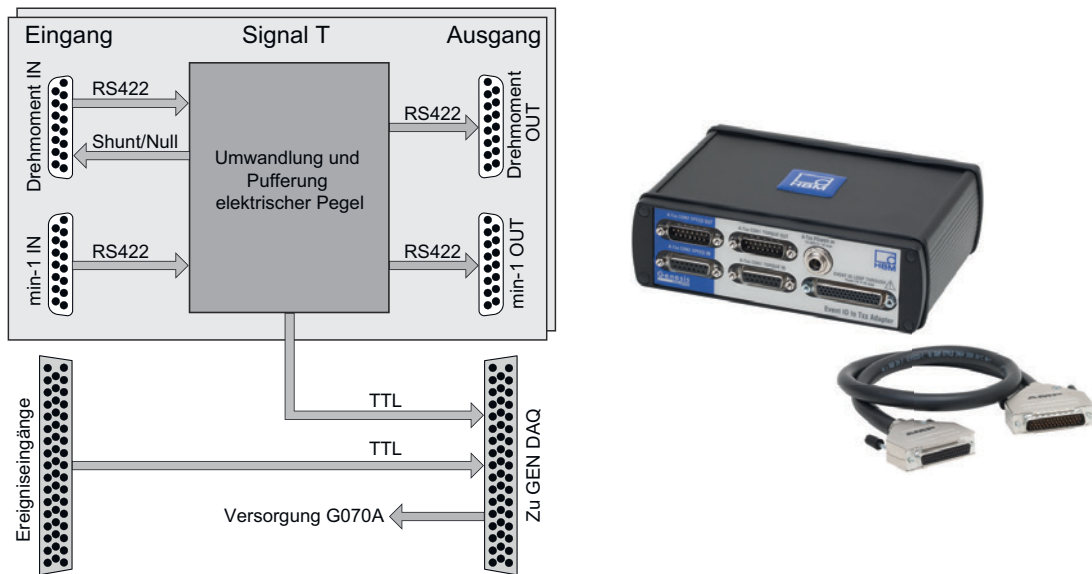 Eingang
Signal T
Ausgang
Drehmoment IN
RS422
Shunt/Null
Umwandlung und
Pufferung
elektrischer Pegel
RS422
Drehmoment
OUT
min-1 IN
RS422
RS422
min-1 OUT
Ereigniseingänge
TTL
TTL
Versorgung G070A
Zu GEN DAQ
HBM
HBM
Genesis
Event IO to Txx Adapter